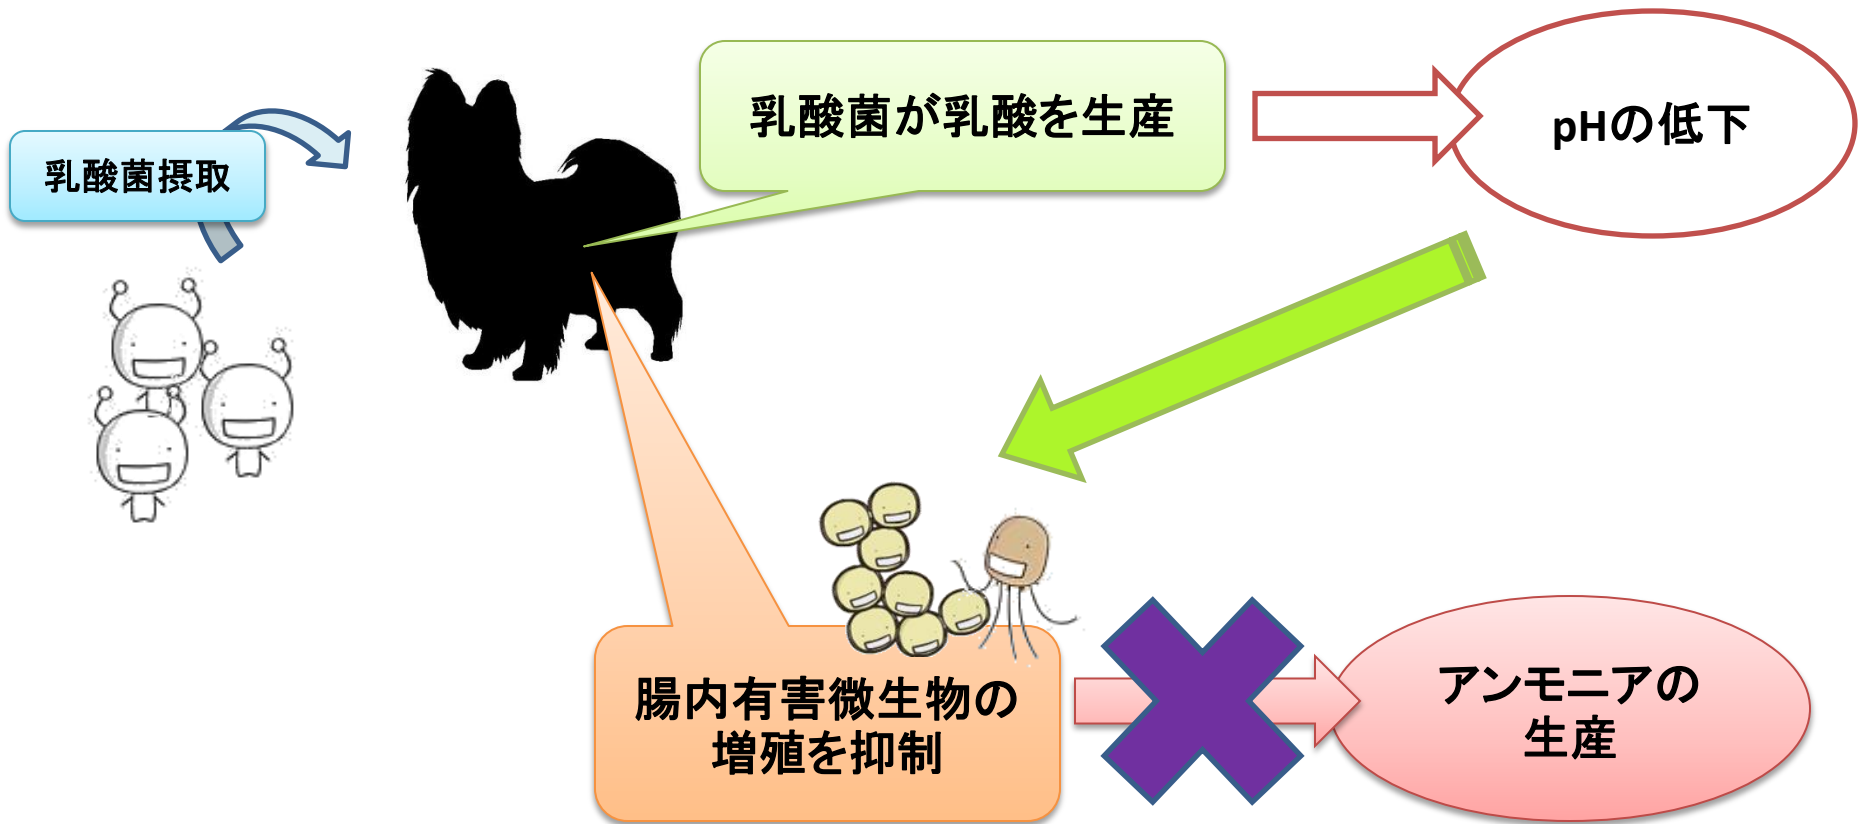 乳酸菌が乳酸を生産
pHの低下
乳酸菌摂取
腸内有害微生物の
増殖を抑制
アンモニアの
生産